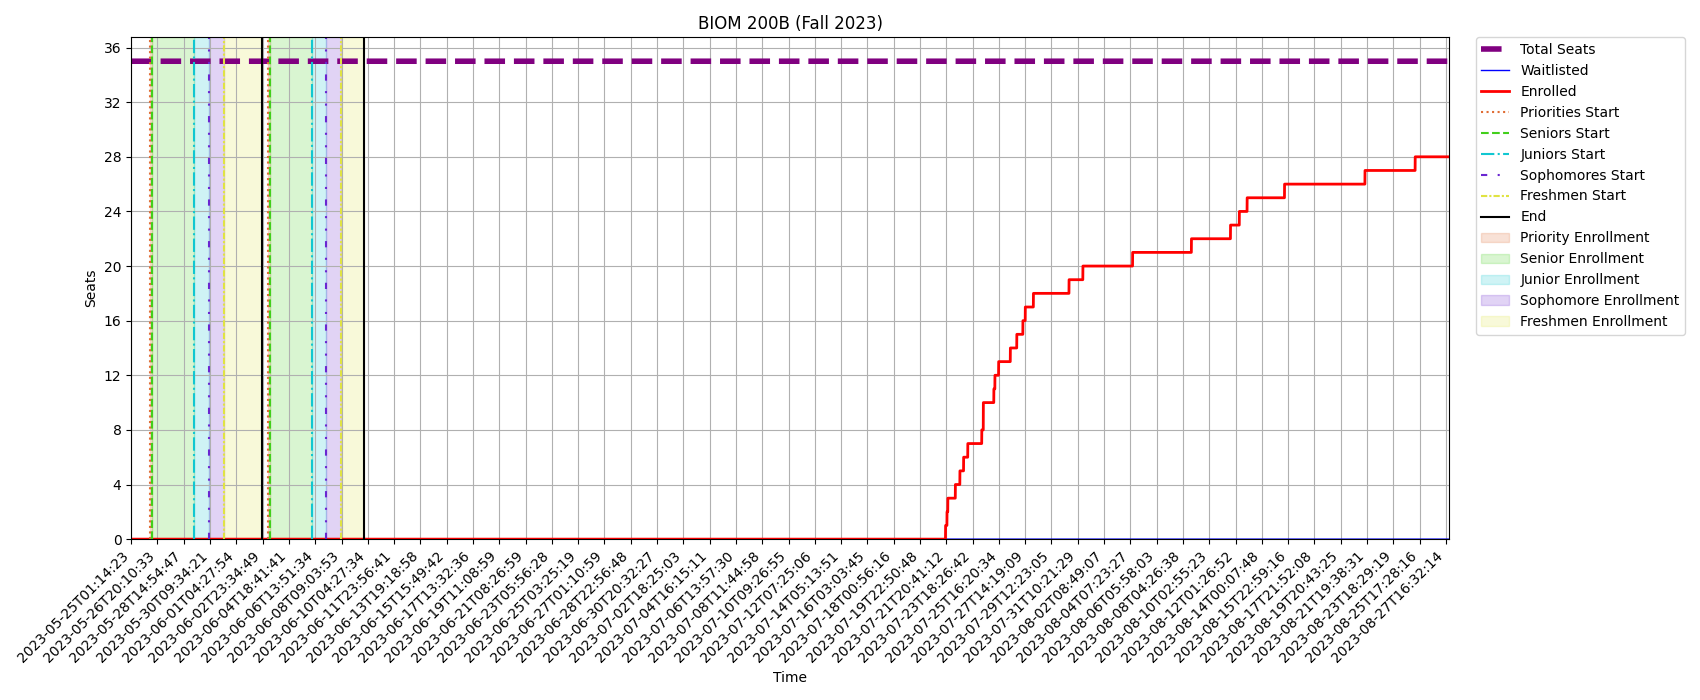 BIOM 200B (Fall 2023)
Seats
36
32
28
24
20
16
12
8
4
0
2023-05-25T01:14:23
2023-05-26T20:10:33
2023-05-28T14:54:47
2023-05-30T09:34:21
2023-06-01T04:27:54
2023-06-02T23:34:49
2023-06-04T18:41:41
2023-06-06T13:51:34
2023-06-08T09:03:53
2023-06-10T04:27:34
2023-06-11T23:56:41
2023-06-13T19:18:58
2023-06-15T15:49:42
2023-06-17T13:32:36
2023-06-19T11:08:59
2023-06-21T08:26:59
2023-06-23T05:56:28
2023-06-25T03:25:19
2023-06-27T01:10:59
2023-06-28T22:56:48
2023-06-30T20:32:27
2023-07-02T18:25:03
2023-07-04T16:15:11
2023-07-06T13:57:30
2023-07-08T11:44:58
2023-07-10T09:26:55
2023-07-12T07:25:06
2023-07-14T05:13:51
2023-07-16T03:03:45
2023-07-18T00:56:16
2023-07-19T22:50:48
2023-07-21T20:41:12
2023-07-23T18:26:42
2023-07-25T16:20:34
2023-07-27T14:19:09
2023-07-29T12:23:05
2023-07-31T10:21:29
2023-08-02T08:49:07
2023-08-04T07:23:27
2023-08-06T05:58:03
2023-08-08T04:26:38
2023-08-10T02:55:23
2023-08-12T01:26:52
2023-08-14T00:07:48
2023-08-15T22:59:16
2023-08-17T21:52:08
2023-08-19T20:43:25
2023-08-21T19:38:31
2023-08-23T18:29:19
2023-08-25T17:28:16
2023-08-27T16:32:14
Time
Total Seats
Waitlisted
Enrolled
Priorities Start
Seniors Start
Juniors Start
Sophomores Start
Freshmen Start
End
Priority Enrollment
Senior Enrollment
Junior Enrollment
Sophomore Enrollment
Freshmen Enrollment